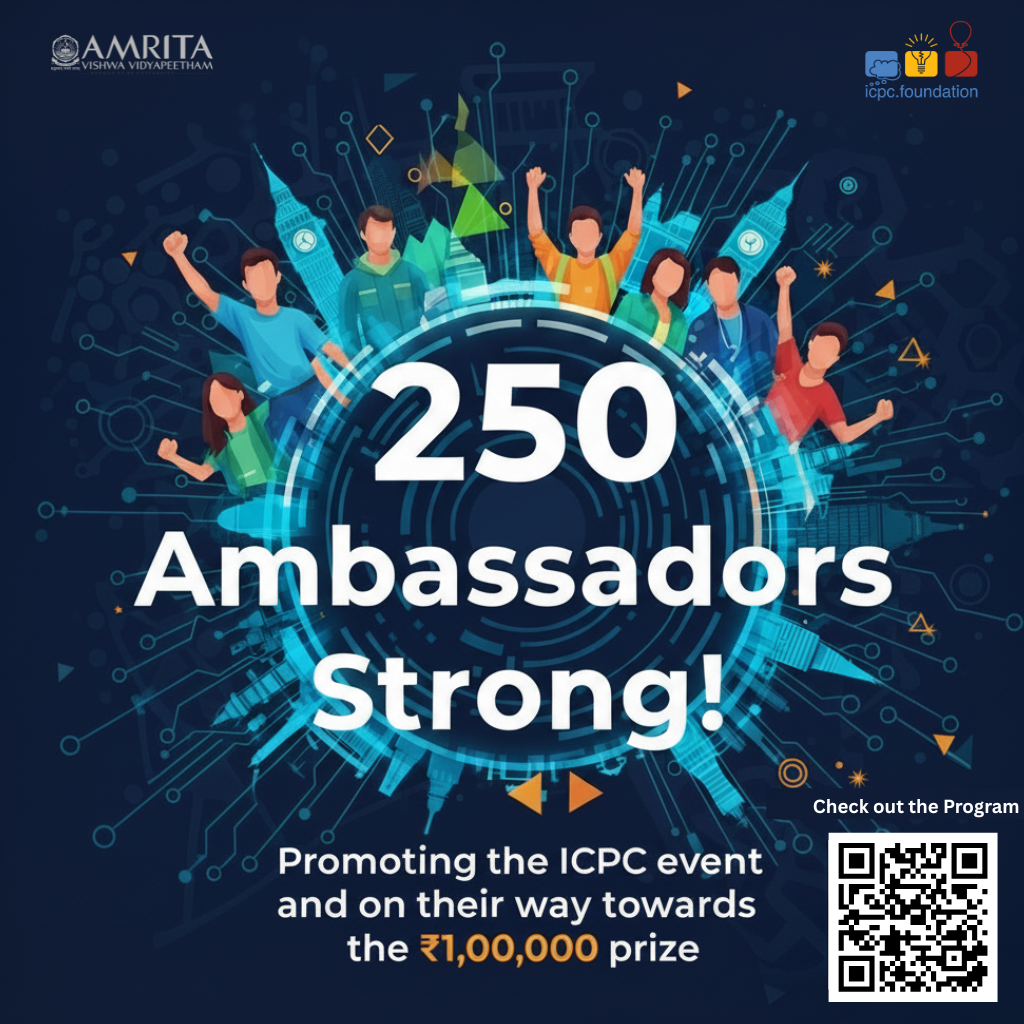 AMRITA
VISHWA VIDYAPEETHAM
icpc.foundation
250
Ambassadors
Strong!
Check out the Program
Promoting the ICPC event
and on their way towards
the ₹1,00,000 prize